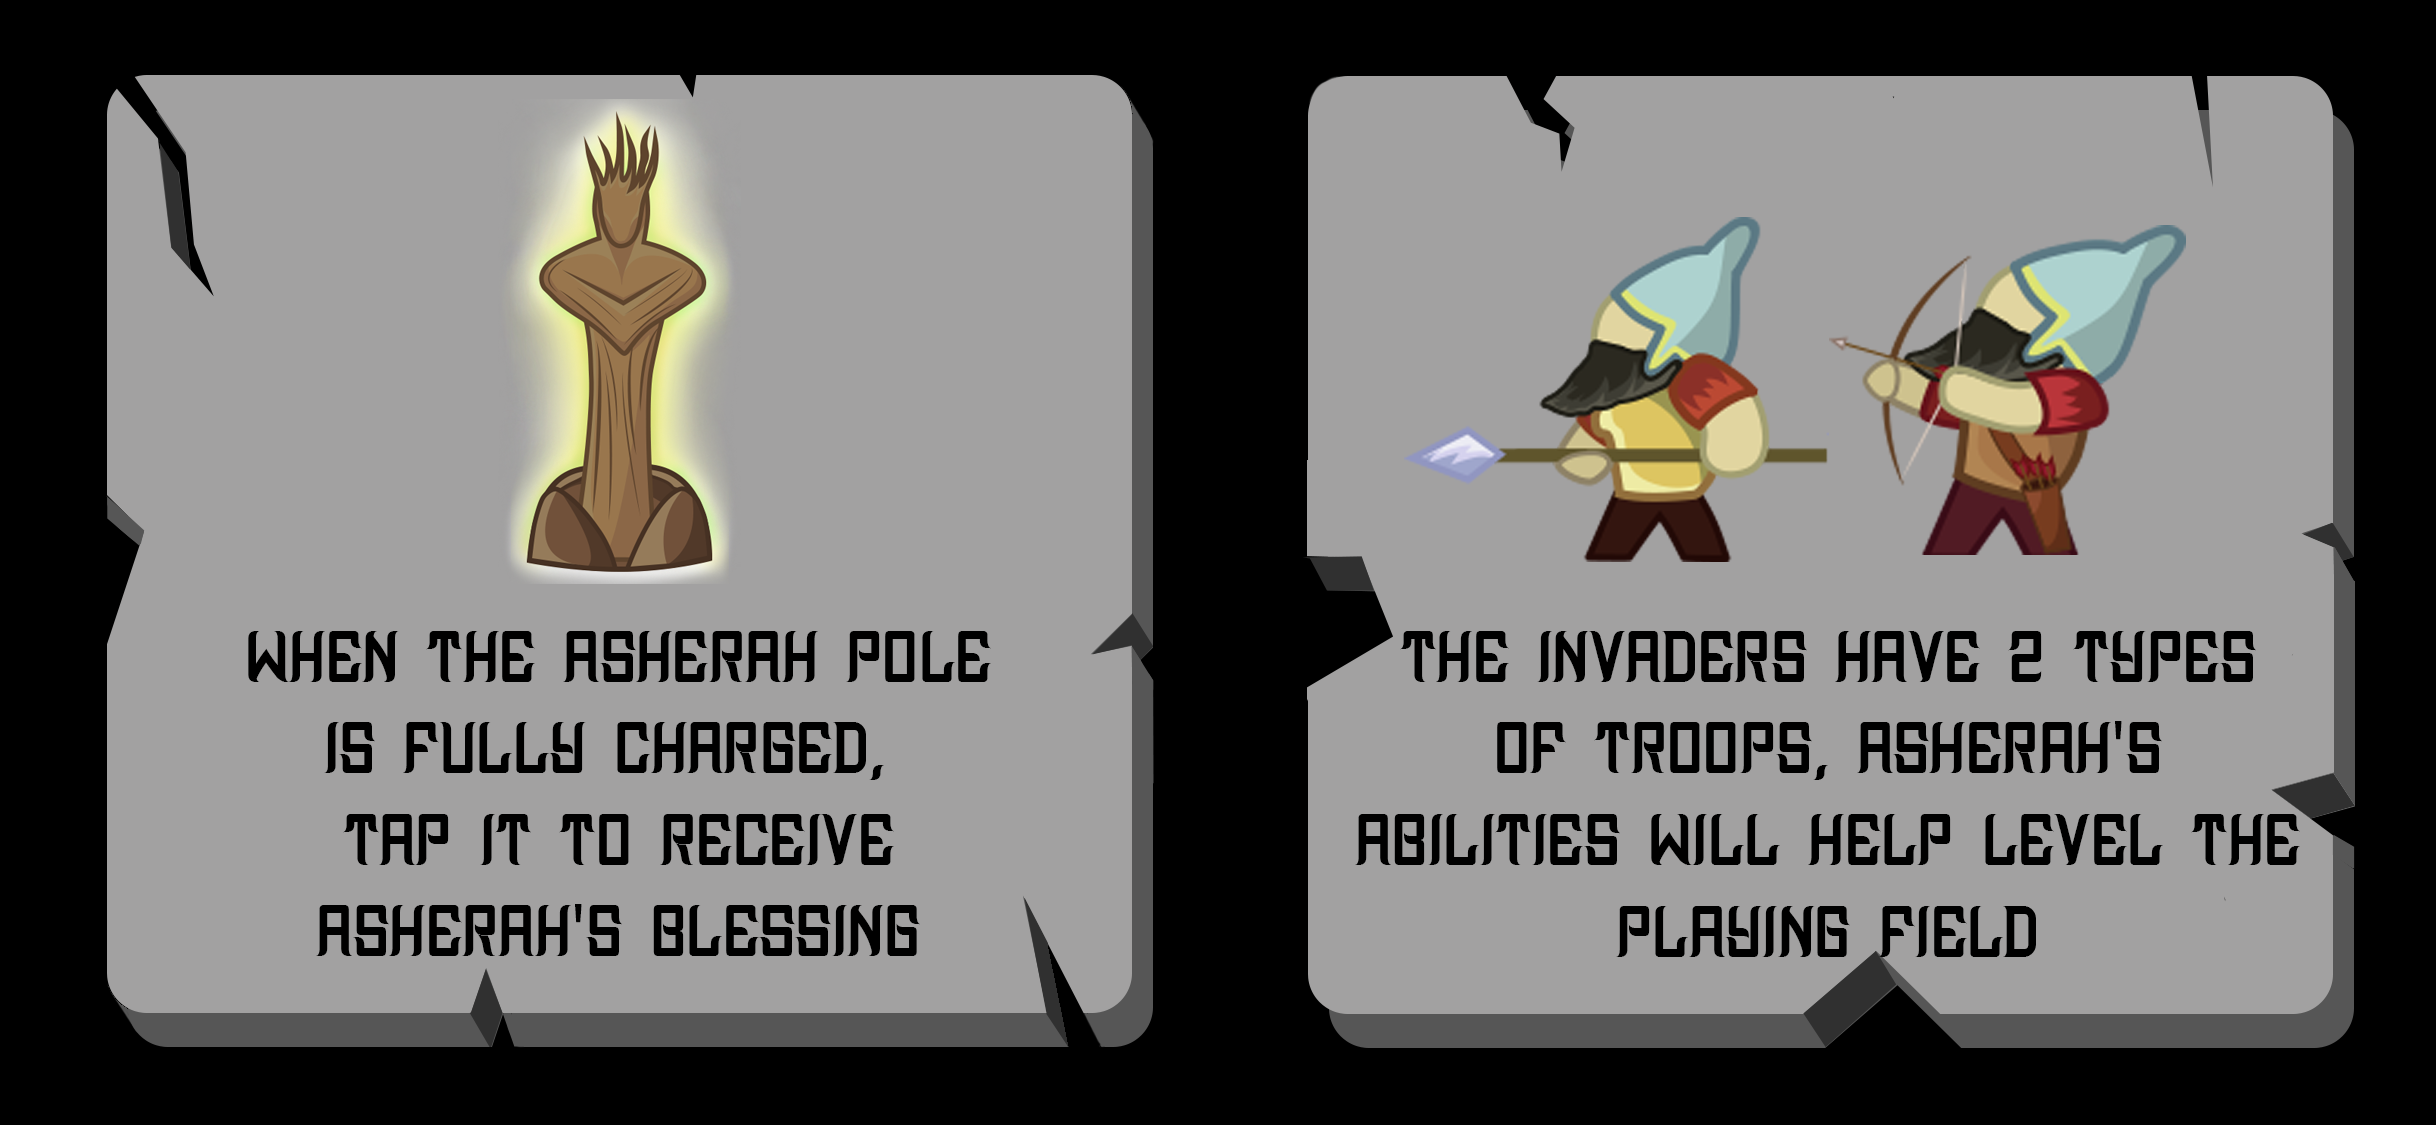 WHEN THE ASHERAH POLE
IS FULLY CHARGED,
TAP IT TO RECEIVE
ASHERAH'S BLESSING
THE INVADERS HAVE 2 TYPES
OF TROOPS, ASHERAH'S
ABILITIES WILL HELP LEVEL THE
PLAYING FIELD